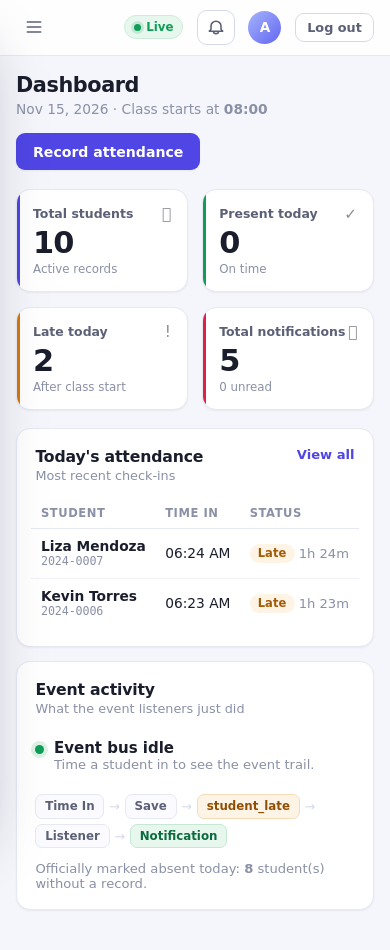 Live
A
Log out
Dashboard
Nov 15, 2026 · Class starts at 08:00
Record attendance
Total students
10
Active records
Present today ✓
0
On time
Late today !
2
After class start
Total notifications
5
0 unread
Today's attendance
View all
Most recent check-ins
STUDENT TIME IN STATUS
Liza Mendoza
2024-0007
06:24 AM
Late 1h 24m
Kevin Torres
2024-0006
06:23 AM
Late 1h 23m
Event activity
What the event listeners just did
Event bus idle
Time a student in to see the event trail.
Time In → Save → student_late →
Listener → Notification
Officially marked absent today: 8 student(s)
without a record.